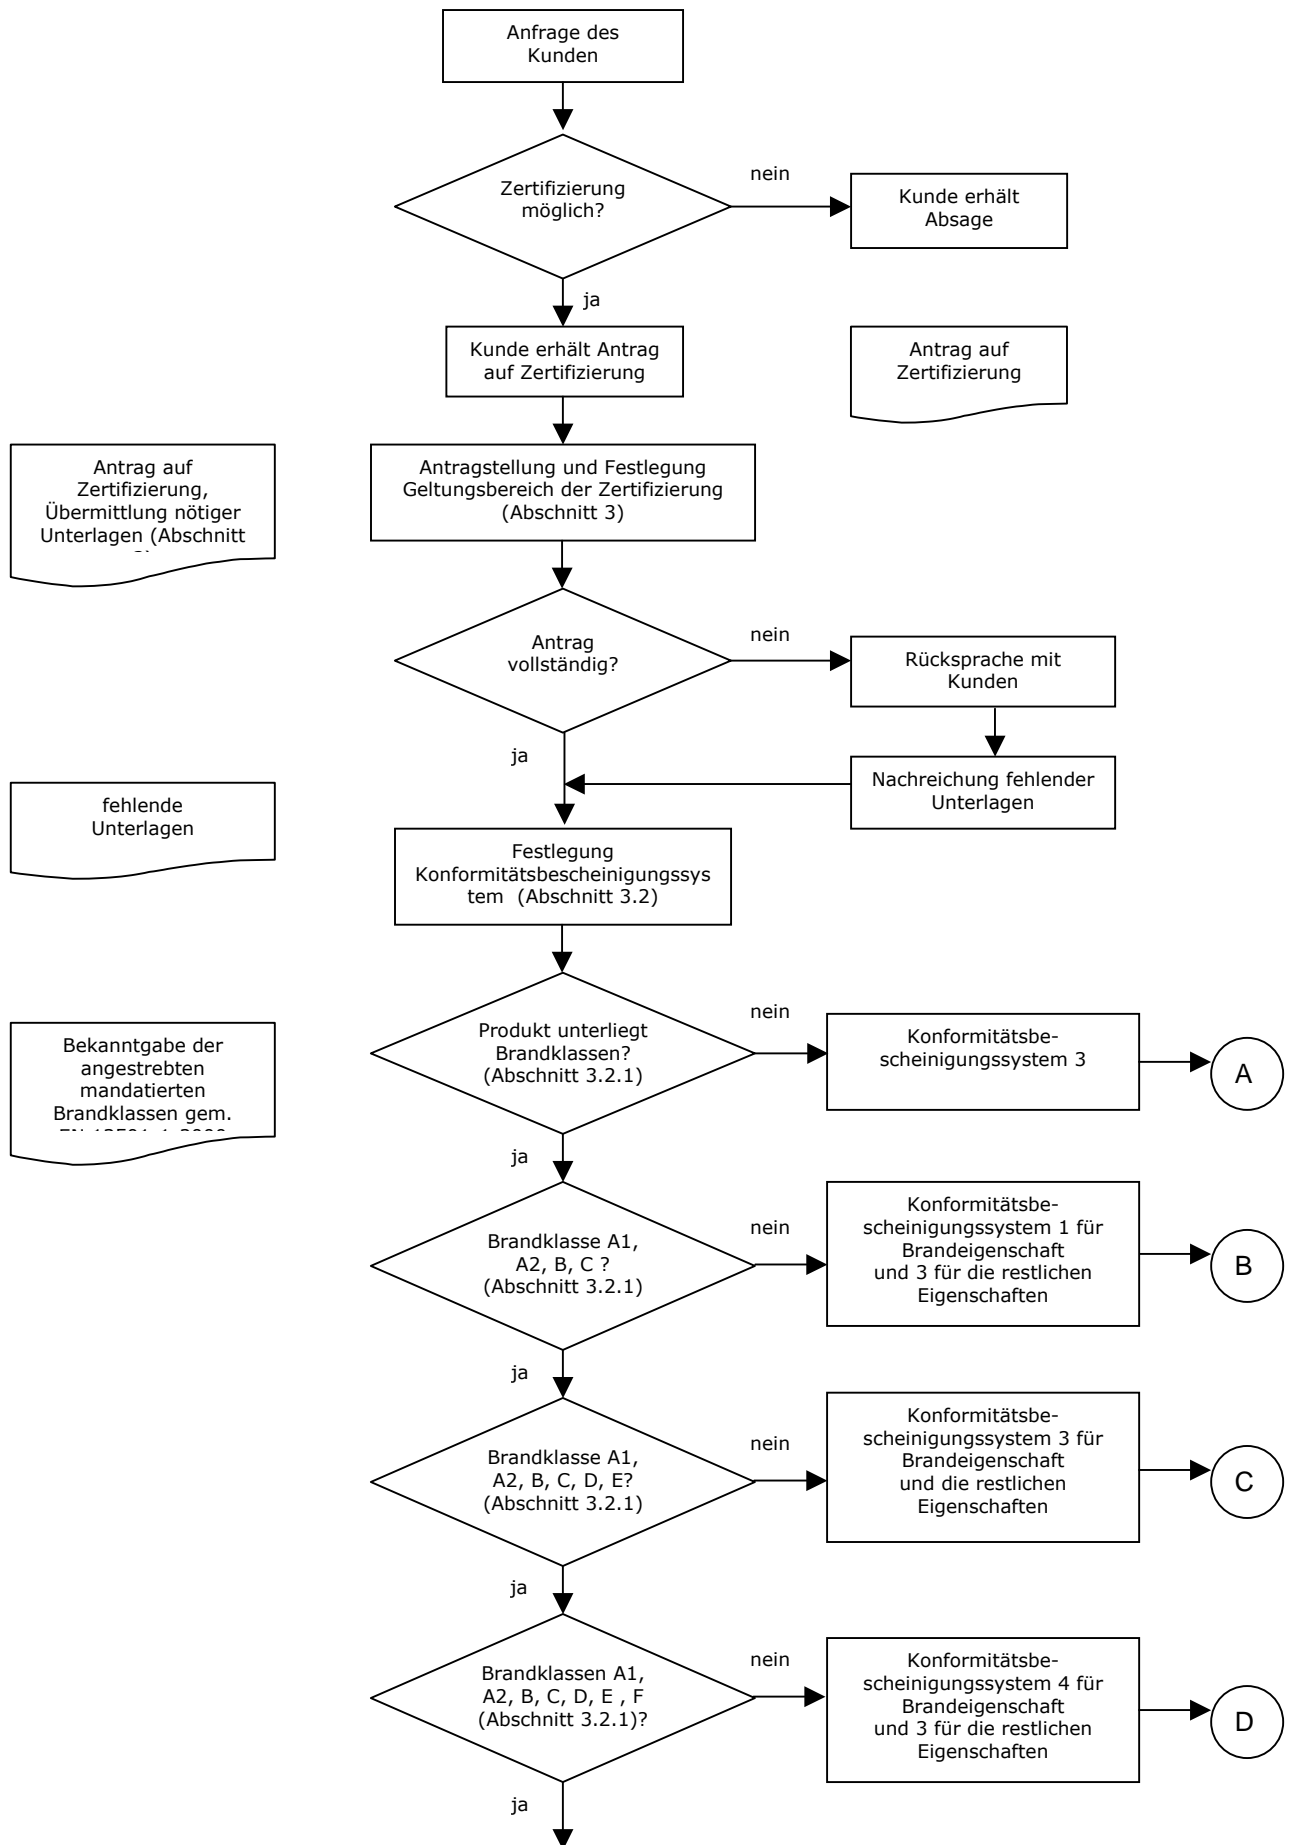 Anfrage des
Kunden
Zertifizierung
möglich?
nein
Kunde erhält
Absage
ja
Kunde erhält Antrag
auf Zertifizierung
Antrag auf
Zertifizierung
Antrag auf
Zertifizierung,
Übermittlung nötiger
Unterlagen (Abschnitt
Antragstellung und Festlegung
Geltungsbereich der Zertifizierung
(Abschnitt 3)
Antrag
vollständig?
nein
Rücksprache mit
Kunden
ja
Nachreichung fehlender
Unterlagen
fehlende
Unterlagen
Festlegung
Konformitätsbescheinigungssys
tem (Abschnitt 3.2)
Produkt unterliegt
Brandklassen?
(Abschnitt 3.2.1)
nein
Konformitätsbe-
scheinigungssystem 3
A
Bekanntgabe der
angestrebten
mandatierten
Brandklassen gem.
ja
Brandklasse A1,
A2, B, C ?
(Abschnitt 3.2.1)
nein
Konformitätsbe-
scheinigungssystem 1 für
Brandeigenschaft
und 3 für die restlichen
Eigenschaften
B
ja
Brandklasse A1,
A2, B, C, D, E?
(Abschnitt 3.2.1)
nein
Konformitätsbe-
scheinigungssystem 3 für
Brandeigenschaft
und die restlichen
Eigenschaften
C
ja
Brandklassen A1,
A2, B, C, D, E , F
(Abschnitt 3.2.1)?
nein
Konformitätsbe-
scheinigungssystem 4 für
Brandeigenschaft
und 3 für die restlichen
Eigenschaften
D
ja